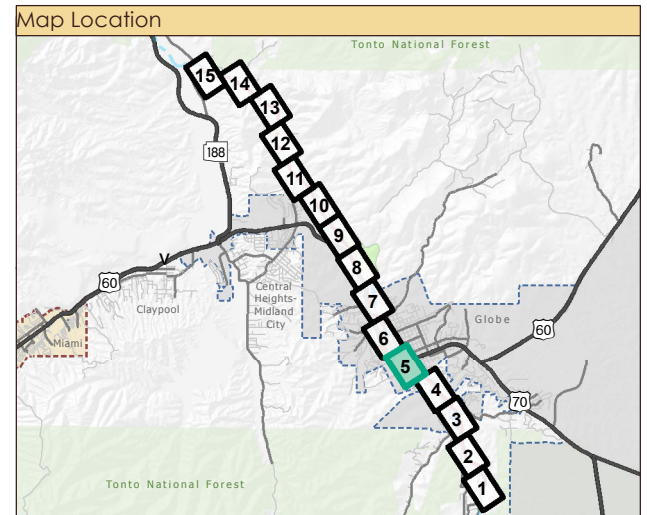 Map Location
Tonto National Forest
15
14
13
12
188
11
10
9
8
60
Central
Heights-
Midland
City
7
Claypool
Globe
60
6
Miami
5
4
70
3
2
Tonto National Forest
1